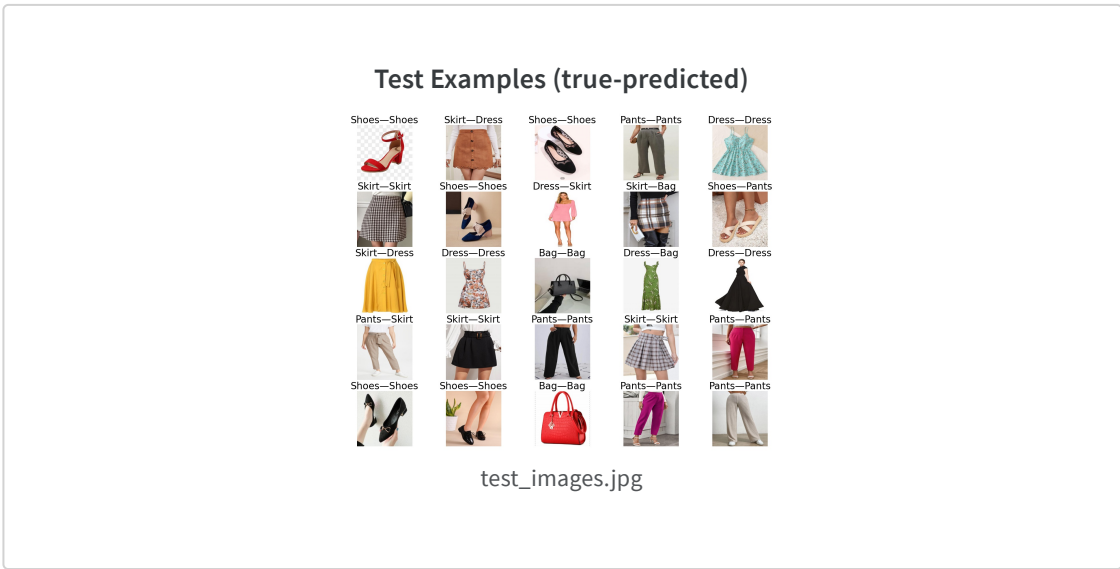 Test Examples (true-predicted)
Shoes—Shoes Skirt—Dress Shoes—Shoes Pants—Pants Dress—Dress
Skirt—Skirt Shoes—Shoes Dress—Skirt Skirt—Bag Shoes—Pants
Skirt—Dress Dress—Dress Bag—Bag Dress—Bag Dress—Dress
Pants—Skirt Skirt—Skirt Pants—Pants Skirt—Skirt Pants—Pants
Shoes—Shoes Shoes—Shoes Bag—Bag Pants—Pants Pants—Pants
test_images.jpg